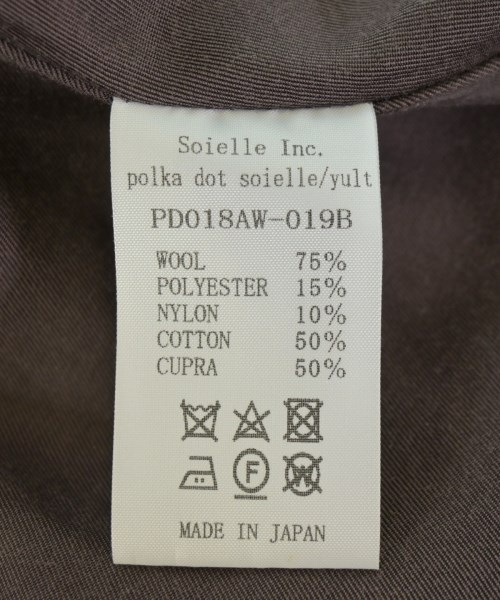 Soielle Inc.
polka dot soielle/yult
PD018AW-019B
WOOL 75%
POLYESTER 15%
NYLON 10%
COTTON 50%
CUPRA 50%
F
W
MADE IN JAPAN